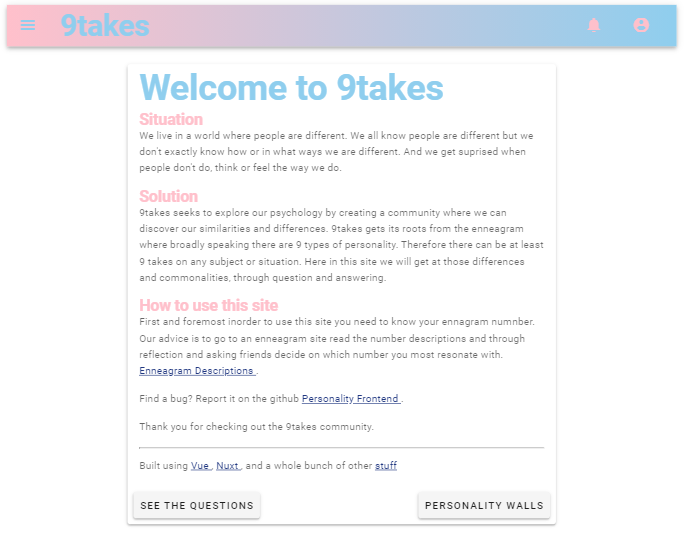 9takes
Welcome to 9takes
Situation
We live in a world where people are different. We all know people are different but we
don't exactly know how or in what ways we are different. And we get suprised when
people don't do, think or feel the way we do.
Solution
9takes seeks to explore our psychology by creating a community where we can
discover our similarities and differences. 9takes gets its roots from the enneagram
where broadly speaking there are 9 types of personality. Therefore there can be at least
9 takes on any subject or situation. Here in this site we will get at those differences
and commonalities, through question and answering.
How to use this site
First and foremost inorder to use this site you need to know your ennagram numnber.
Our advice is to go to an enneagram site read the number descriptions and through
reflection and asking friends decide on which number you most resonate with.
Enneagram Descriptions .
Find a bug? Report it on the github Personality Frontend .
Thank you for checking out the 9takes community.
Built using Vue , Nuxt , and a whole bunch of other stuff
SEE THE QUESTIONS
PERSONALITY WALLS